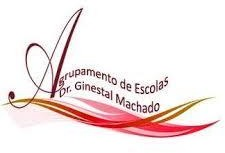 Agrupamento de Escolas
Dr. Ginestal Machado